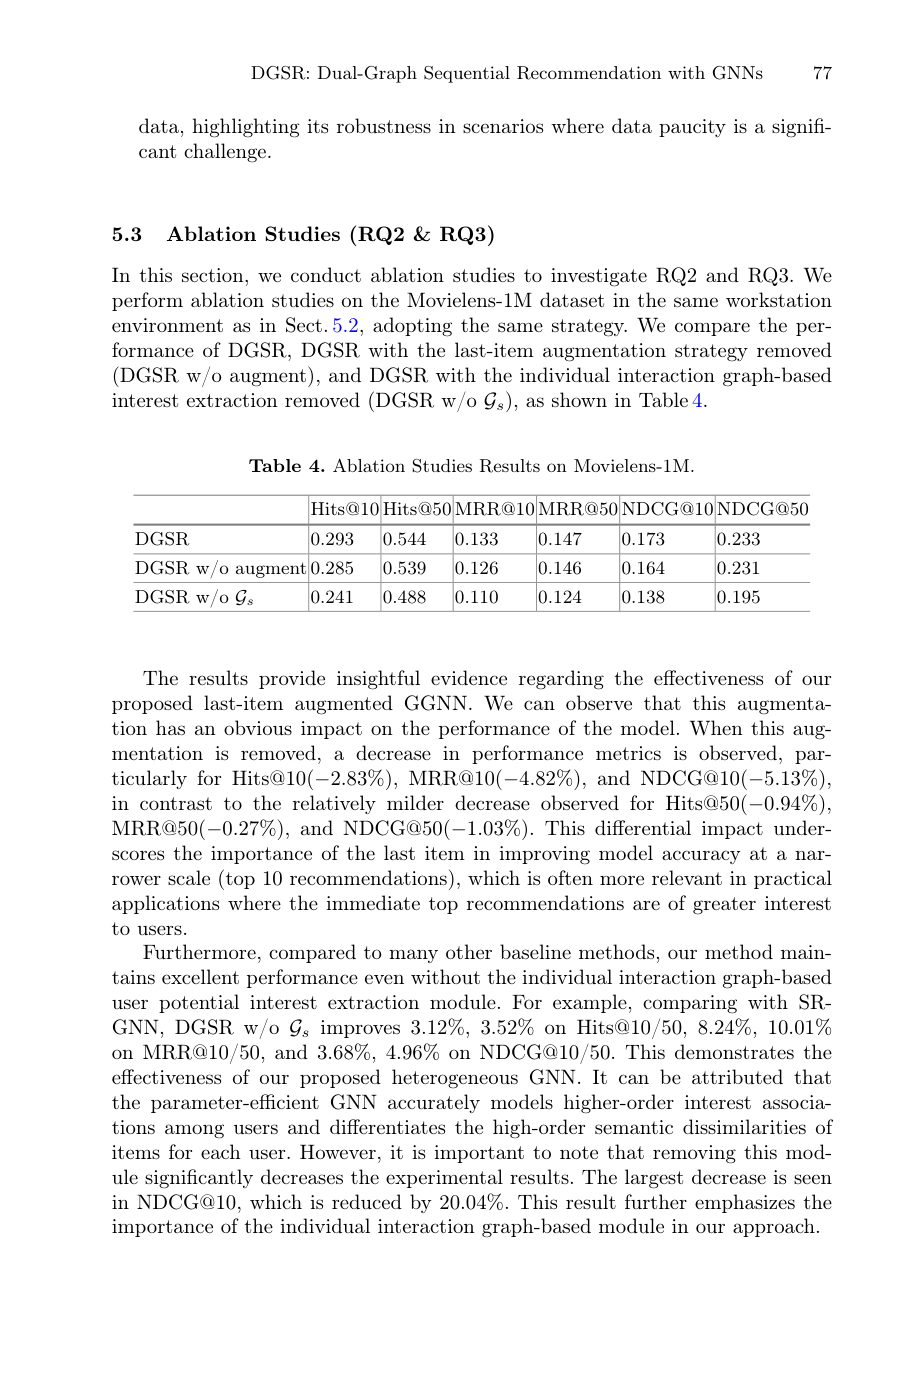 DGSR: Dual-Graph Sequential Recommendation with GNNs 77
data, highlighting its robustness in scenarios where data paucity is a signifi-
cant challenge.
5.3 Ablation Studies (RQ2 & RQ3)
In this section, we conduct ablation studies to investigate RQ2 and RQ3. We
perform ablation studies on the Movielens-1M dataset in the same workstation
environment as in Sect. 5.2, adopting the same strategy. We compare the per-
formance of DGSR, DGSR with the last-item augmentation strategy removed
(DGSR w/o augment), and DGSR with the individual interaction graph-based
interest extraction removed (DGSR w/o 𝒢ₛ), as shown in Table 4.
Table 4. Ablation Studies Results on Movielens-1M.
Hits@10 Hits@50 MRR@10 MRR@50 NDCG@10 NDCG@50
DGSR 0.293 0.544 0.133 0.147 0.173 0.233
DGSR w/o augment 0.285 0.539 0.126 0.146 0.164 0.231
DGSR w/o 𝒢ₛ 0.241 0.488 0.110 0.124 0.138 0.195
The results provide insightful evidence regarding the effectiveness of our
proposed last-item augmented GGNN. We can observe that this augmenta-
tion has an obvious impact on the performance of the model. When this aug-
mentation is removed, a decrease in performance metrics is observed, par-
ticularly for Hits@10(−2.83%), MRR@10(−4.82%), and NDCG@10(−5.13%),
in contrast to the relatively milder decrease observed for Hits@50(−0.94%),
MRR@50(−0.27%), and NDCG@50(−1.03%). This differential impact under-
scores the importance of the last item in improving model accuracy at a nar-
rower scale (top 10 recommendations), which is often more relevant in practical
applications where the immediate top recommendations are of greater interest
to users.
Furthermore, compared to many other baseline methods, our method main-
tains excellent performance even without the individual interaction graph-based
user potential interest extraction module. For example, comparing with SR-
GNN, DGSR w/o 𝒢ₛ improves 3.12%, 3.52% on Hits@10/50, 8.24%, 10.01%
on MRR@10/50, and 3.68%, 4.96% on NDCG@10/50. This demonstrates the
effectiveness of our proposed heterogeneous GNN. It can be attributed that
the parameter-efficient GNN accurately models higher-order interest associa-
tions among users and differentiates the high-order semantic dissimilarities of
items for each user. However, it is important to note that removing this mod-
ule significantly decreases the experimental results. The largest decrease is seen
in NDCG@10, which is reduced by 20.04%. This result further emphasizes the
importance of the individual interaction graph-based module in our approach.